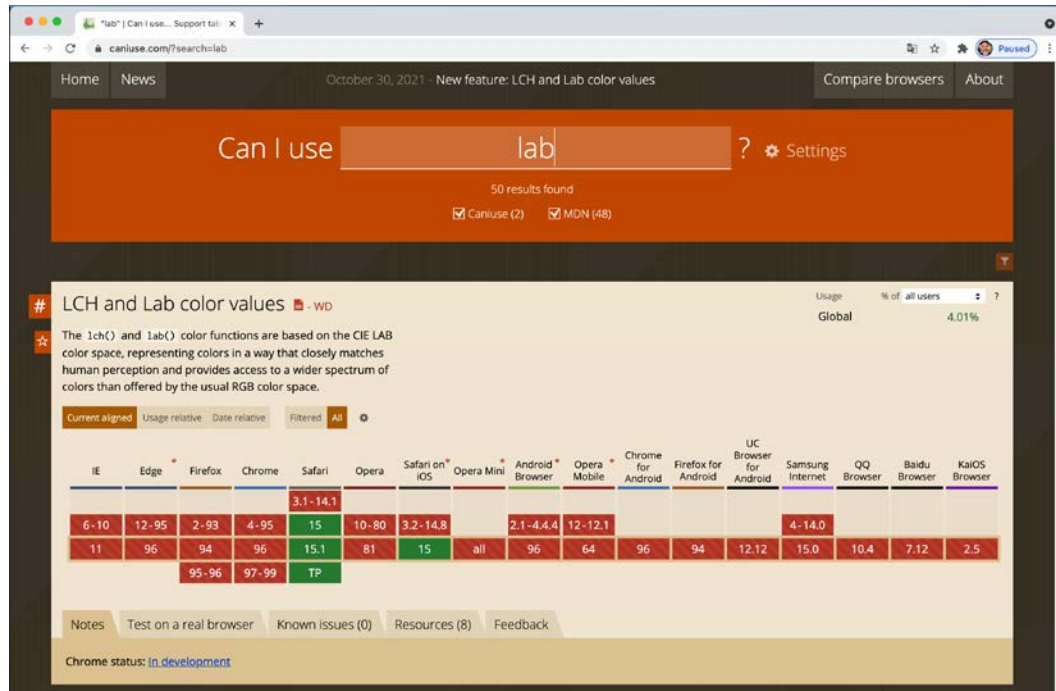 "lab" | Can I use... Support tab
caniuse.com/?search=lab
Paused
Home News October 30, 2021 - New feature: LCH and Lab color values Compare browsers About
Can I use lab ? Settings
50 results found
Caniuse (2) MDN (48)
# LCH and Lab color values - WD
Usage % of all users ?
Global 4.01%
The lch() and lab() color functions are based on the CIE LAB
color space, representing colors in a way that closely matches
human perception and provides access to a wider spectrum of
colors than offered by the usual RGB color space.
Current aligned Usage relative Date relative Filtered All
IE Edge * Firefox Chrome Safari Opera Safari on iOS * Opera Mini * Android Browser * Opera Mobile * Chrome for Android Firefox for Android UC Browser for Android Samsung Internet QQ Browser Baidu Browser KaiOS Browser
3.1-14.1
6-10 12-95 2-93 4-95 15 10-80 3.2-14.8 2.1-4.4.4 12-12.1 4-14.0
11 96 94 96 15.1 81 15 all 96 64 96 94 12.12 15.0 10.4 7.12 2.5
95-96 97-99 TP
Notes Test on a real browser Known issues (0) Resources (8) Feedback
Chrome status: In development